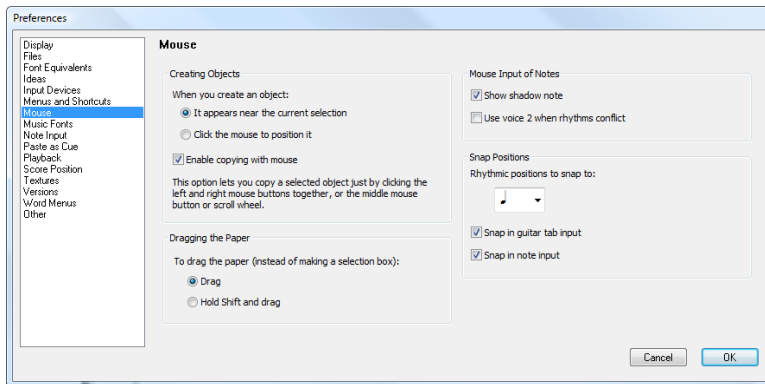 Preferences
Display
Files
Font Equivalents
Ideas
Input Devices
Menus and Shortcuts
Mouse
Music Fonts
Note Input
Paste as Cue
Playback
Score Position
Textures
Versions
Word Menus
Other
Mouse
Creating Objects
When you create an object:
It appears near the current selection
Click the mouse to position it
Enable copying with mouse
This option lets you copy a selected object just by clicking the
left and right mouse buttons together, or the middle mouse
button or scroll wheel.
Dragging the Paper
To drag the paper (instead of making a selection box):
Drag
Hold Shift and drag
Mouse Input of Notes
Show shadow note
Use voice 2 when rhythms conflict
Snap Positions
Rhythmic positions to snap to:
Snap in guitar tab input
Snap in note input
Cancel
OK